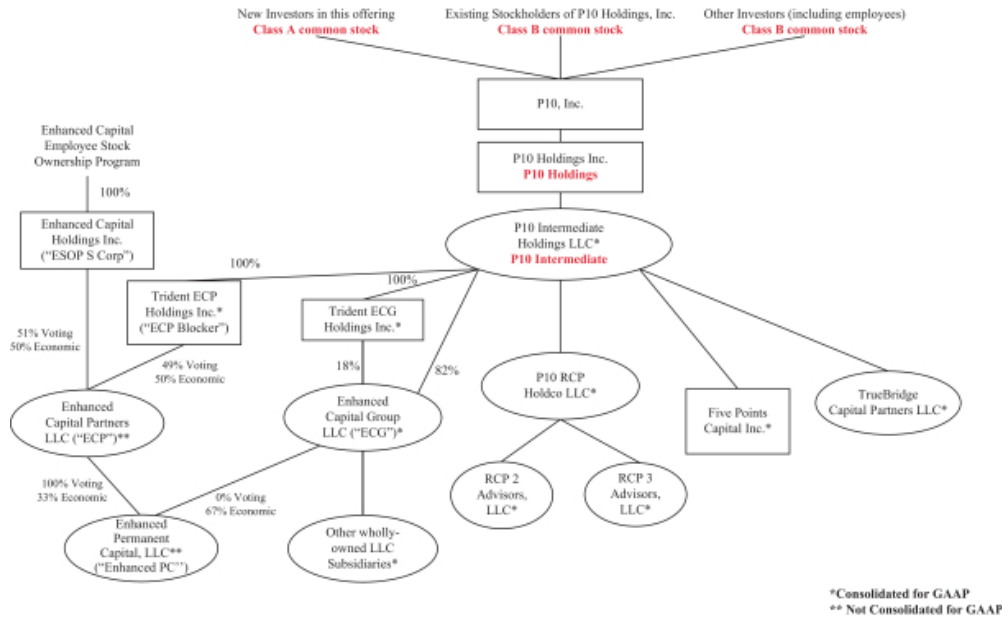 New Investors in this offering
Class A common stock
Existing Stockholders of P10 Holdings, Inc.
Class B common stock
Other Investors (including employees)
Class B common stock
P10, Inc.
Enhanced Capital
Employee Stock
Ownership Program
P10 Holdings Inc.
P10 Holdings
100%
Enhanced Capital
Holdings Inc.
(“ESOP S Corp”)
P10 Intermediate
Holdings LLC*
P10 Intermediate
100%
100%
Trident ECP
Holdings Inc.*
(“ECP Blocker”)
Trident ECG
Holdings Inc.*
51% Voting
50% Economic
49% Voting
50% Economic
18%
82%
P10 RCP
Holdco LLC*
Enhanced
Capital Partners
LLC (“ECP”)**
Enhanced
Capital Group
LLC (“ECG”)*
Five Points
Capital Inc.*
TrueBridge
Capital Partners LLC*
100% Voting
33% Economic
0% Voting
67% Economic
RCP 2
Advisors,
LLC*
RCP 3
Advisors,
LLC*
Enhanced
Permanent
Capital, LLC**
(“Enhanced PC’’)
Other wholly-
owned LLC
Subsidiaries*
*Consolidated for GAAP
** Not Consolidated for GAAP